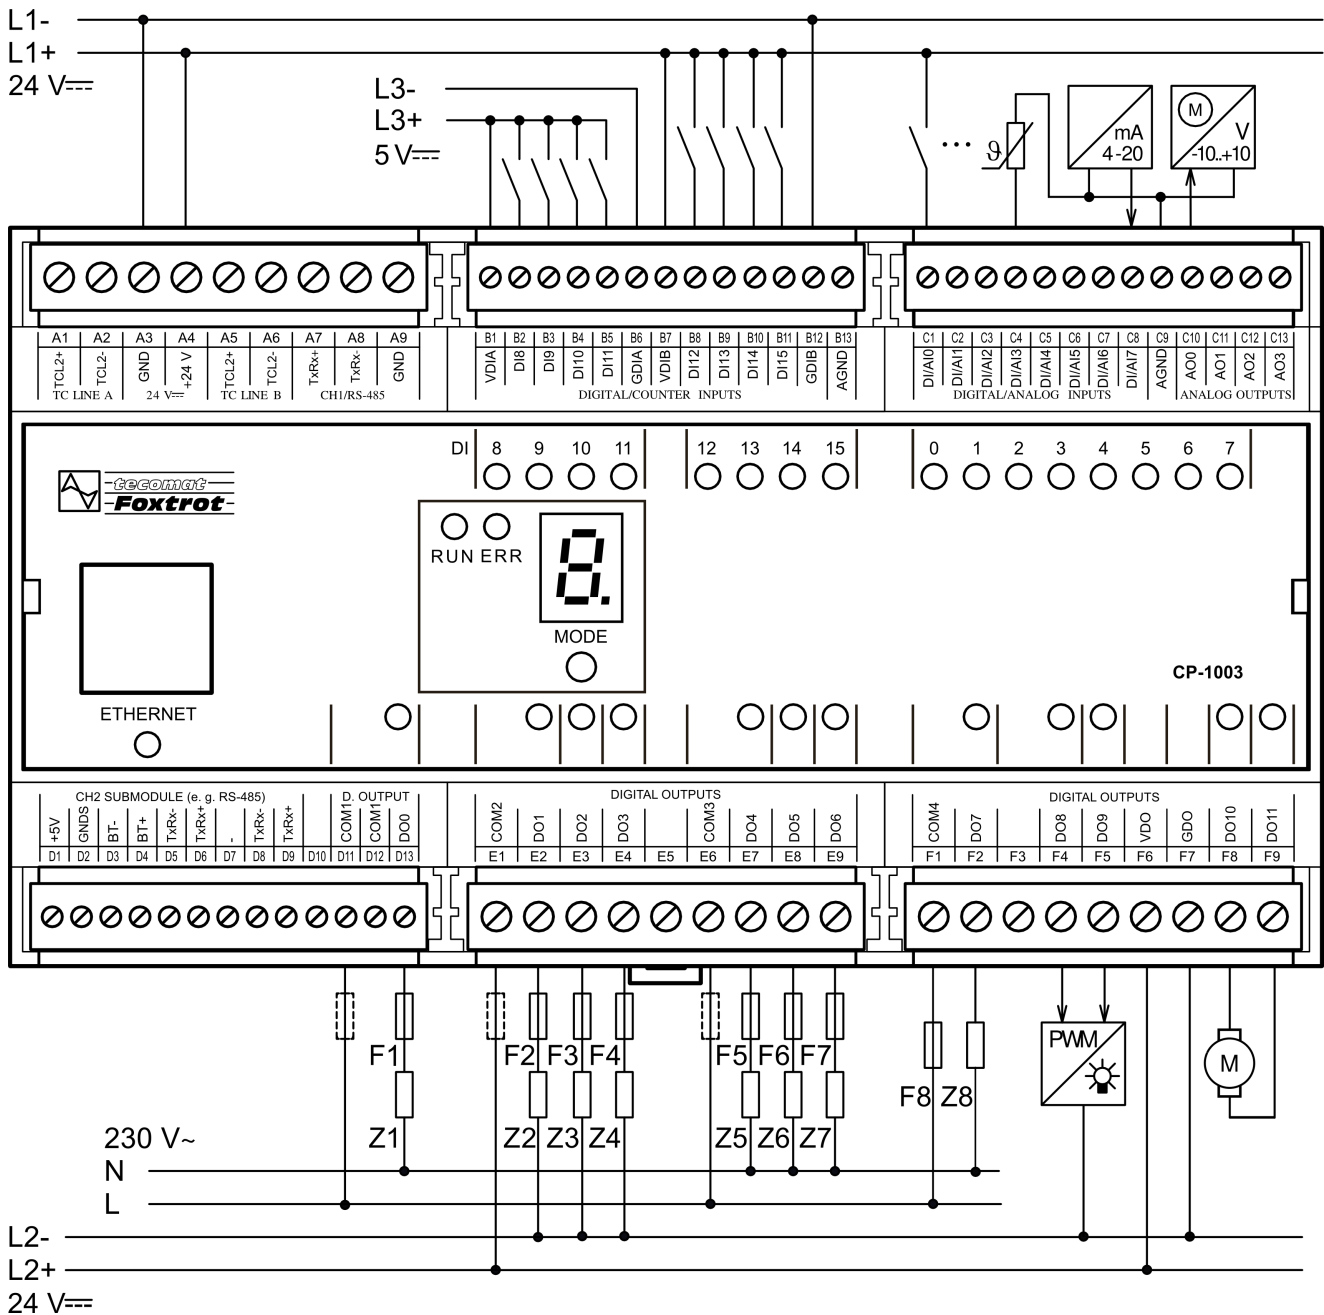 L1-
L1+
24 V
L3-
L3+
5 V
ϑ
mA
4-20
M
V
-10..+10
A1 A2 A3 A4 A5 A6 A7 A8 A9
TCL2+ TCL2- GND +24 V TCL2+ TCL2- TxRx+ TxRx- GND
TC LINE A 24 V TC LINE B CH1/RS-485
B1 B2 B3 B4 B5 B6 B7 B8 B9 B10 B11 B12 B13
VDIA DI8 DI9 DI10 DI11 GDIA VDIB DI12 DI13 DI14 DI15 GDIB AGND
DIGITAL/COUNTER INPUTS
C1 C2 C3 C4 C5 C6 C7 C8 C9 C10 C11 C12 C13
DI/AI0 DI/AI1 DI/AI2 DI/AI3 DI/AI4 DI/AI5 DI/AI6 DI/AI7 AGND AO0 AO1 AO2 AO3
DIGITAL/ANALOG INPUTS ANALOG OUTPUTS
DI 8 9 10 11 12 13 14 15 0 1 2 3 4 5 6 7
tecomat
Foxtrot
RUN ERR
8.
MODE
CP-1003
ETHERNET
CH2 SUBMODULE (e. g. RS-485) D. OUTPUT
+5V GNDS BT- BT+ TxRx- TxRx+ - TxRx- TxRx+ COM1 COM1 DO0
D1 D2 D3 D4 D5 D6 D7 D8 D9 D10 D11 D12 D13
DIGITAL OUTPUTS
COM2 DO1 DO2 DO3 COM3 DO4 DO5 DO6
E1 E2 E3 E4 E5 E6 E7 E8 E9
DIGITAL OUTPUTS
COM4 DO7 DO8 DO9 VDO GDO DO10 DO11
F1 F2 F3 F4 F5 F6 F7 F8 F9
F1 F2 F3 F4 F5 F6 F7
PWM
M
F8 Z8
Z1 Z2 Z3 Z4 Z5 Z6 Z7
230 V~
N
L
L2-
L2+
24 V